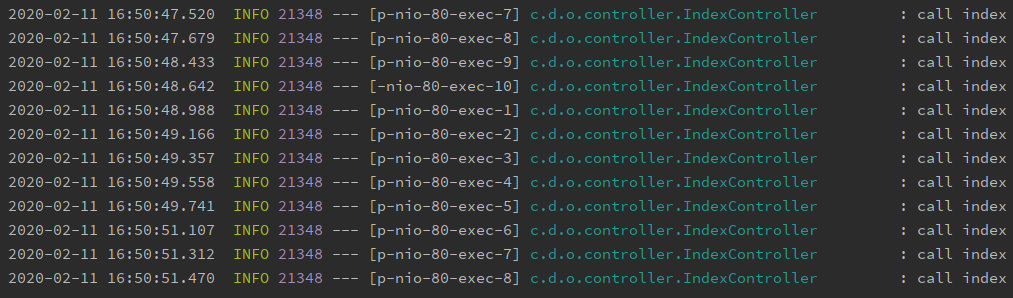 2020-02-11 16:50:47.520  INFO 21348 --- [p-nio-80-exec-7] c.d.o.controller.IndexController         : call index
2020-02-11 16:50:47.679  INFO 21348 --- [p-nio-80-exec-8] c.d.o.controller.IndexController         : call index
2020-02-11 16:50:48.433  INFO 21348 --- [p-nio-80-exec-9] c.d.o.controller.IndexController         : call index
2020-02-11 16:50:48.642  INFO 21348 --- [-nio-80-exec-10] c.d.o.controller.IndexController         : call index
2020-02-11 16:50:48.988  INFO 21348 --- [p-nio-80-exec-1] c.d.o.controller.IndexController         : call index
2020-02-11 16:50:49.166  INFO 21348 --- [p-nio-80-exec-2] c.d.o.controller.IndexController         : call index
2020-02-11 16:50:49.357  INFO 21348 --- [p-nio-80-exec-3] c.d.o.controller.IndexController         : call index
2020-02-11 16:50:49.558  INFO 21348 --- [p-nio-80-exec-4] c.d.o.controller.IndexController         : call index
2020-02-11 16:50:49.741  INFO 21348 --- [p-nio-80-exec-5] c.d.o.controller.IndexController         : call index
2020-02-11 16:50:51.107  INFO 21348 --- [p-nio-80-exec-6] c.d.o.controller.IndexController         : call index
2020-02-11 16:50:51.312  INFO 21348 --- [p-nio-80-exec-7] c.d.o.controller.IndexController         : call index
2020-02-11 16:50:51.470  INFO 21348 --- [p-nio-80-exec-8] c.d.o.controller.IndexController         : call index